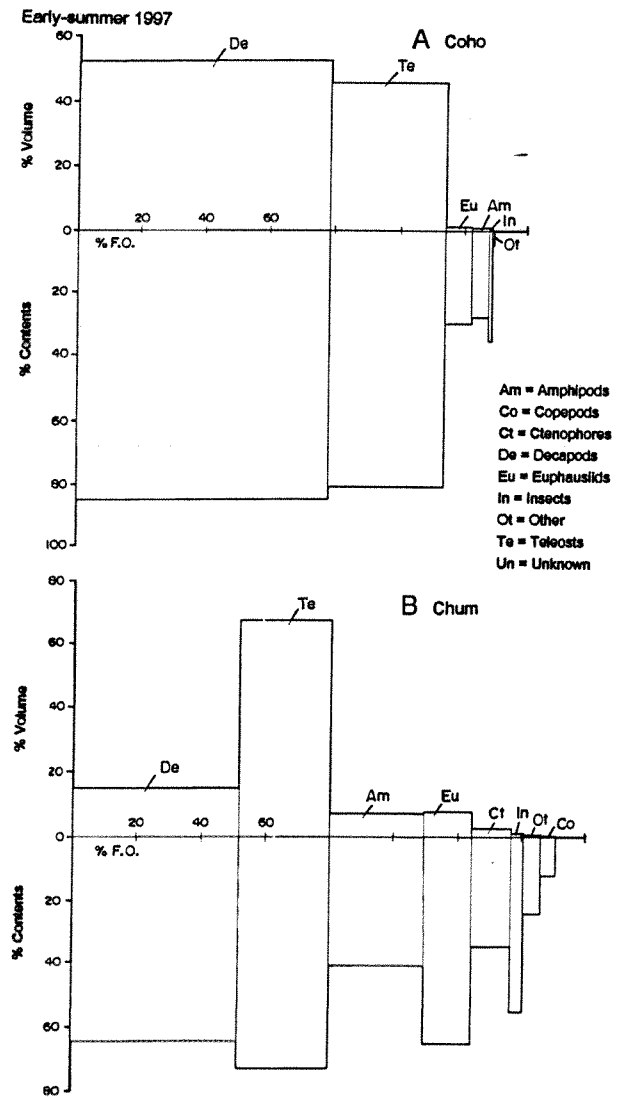 Early-summer 1997
A Coho
% Volume
60
40
20
0
De
Te
Eu
Am
In
Ot
20
40
60
% F.O.
% Contents
20
40
60
80
100
Am = Amphipods
Co = Copepods
Ct = Ctenophores
De = Decapods
Eu = Euphausiids
In = Insects
Ot = Other
Te = Teleosts
Un = Unknown
B Chum
% Volume
80
60
40
20
0
De
Te
Am
Eu
Ct
In
Ot
Co
20
40
60
% F.O.
% Contents
20
40
60
80